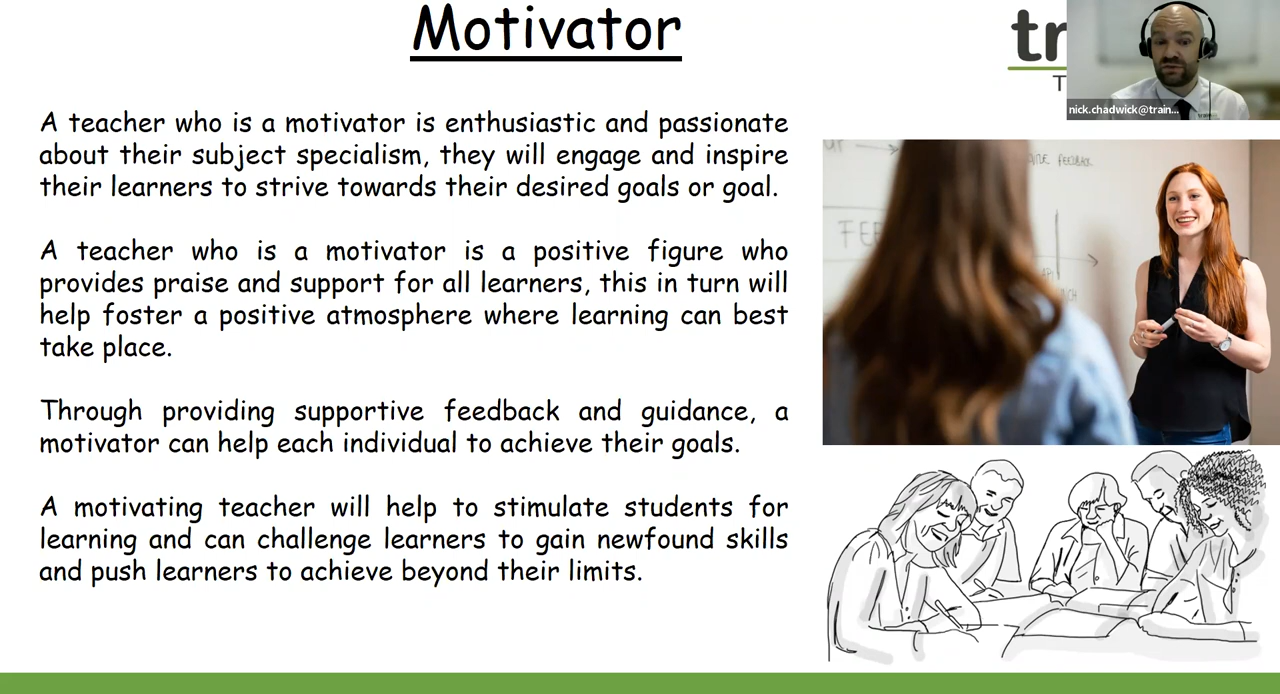 Motivator
tr
T
nick.chadwick@train...
A teacher who is a motivator is enthusiastic and passionate
about their subject specialism, they will engage and inspire
their learners to strive towards their desired goals or goal.
A teacher who is a motivator is a positive figure who
provides praise and support for all learners, this in turn will
help foster a positive atmosphere where learning can best
take place.
Through providing supportive feedback and guidance, a
motivator can help each individual to achieve their goals.
A motivating teacher will help to stimulate students for
learning and can challenge learners to gain newfound skills
and push learners to achieve beyond their limits.
FEEDBACK
FEE